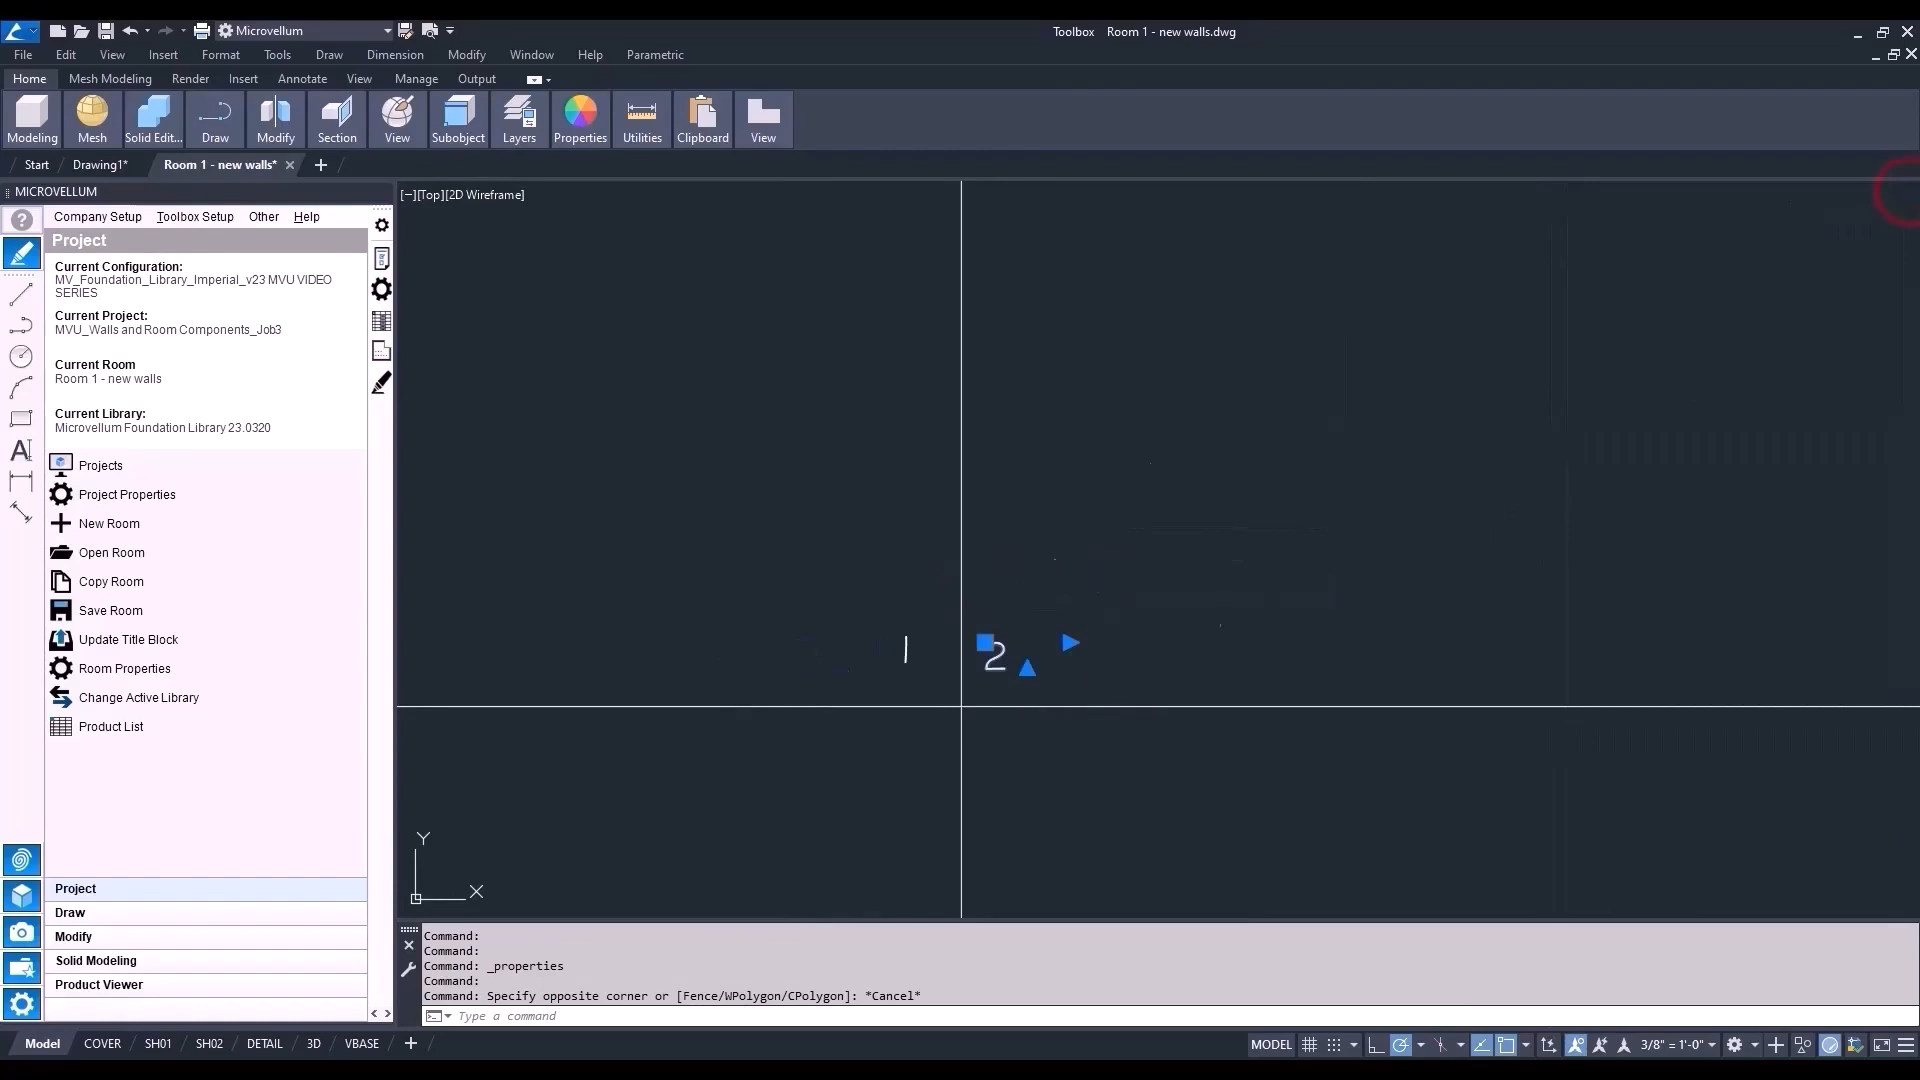 Microvellum
Toolbox Room 1 - new walls.dwg
File Edit View Insert Format Tools Draw Dimension Modify Window Help Parametric
Home Mesh Modeling Render Insert Annotate View Manage Output
Modeling Mesh Solid Edit... Draw Modify Section View Subobject Layers Properties Utilities Clipboard View
Start Drawing1* Room 1 - new walls*
MICROVELLUM
[−][Top][2D Wireframe]
Company Setup Toolbox Setup Other Help
Project
Current Configuration:
MV_Foundation_Library_Imperial_v23 MVU VIDEO
SERIES
Current Project:
MVU_Walls and Room Components_Job3
Current Room
Room 1 - new walls
Current Library:
Microvellum Foundation Library 23.0320
Projects
Project Properties
New Room
Open Room
Copy Room
Save Room
Update Title Block
Room Properties
Change Active Library
Product List
1 2
Y
X
Project
Draw
Modify
Solid Modeling
Product Viewer
Command:
Command:
Command: _properties
Command:
Command: Specify opposite corner or [Fence/WPolygon/CPolygon]: *Cancel*
Type a command
Model COVER SH01 SH02 DETAIL 3D VBASE
MODEL 3/8" = 1'-0"